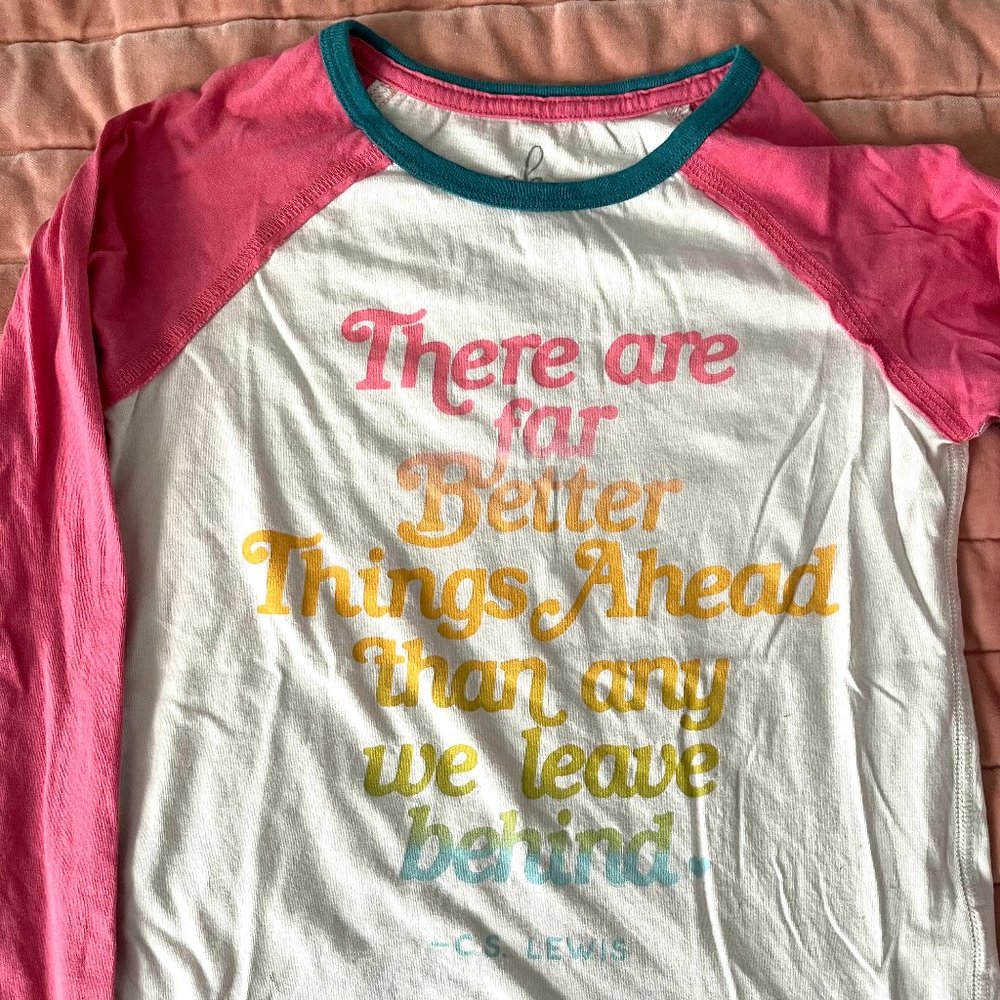 There are
far
Better
Things Ahead
than any
we leave
behind.
-C.S. LEWIS